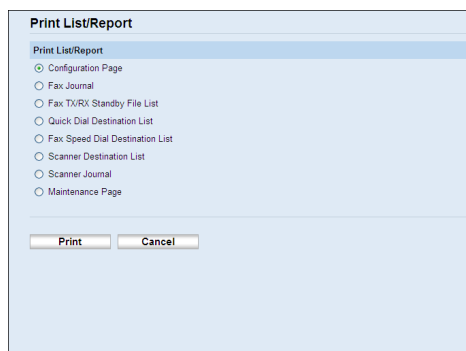 Print List/Report
Print List/Report
Configuration Page
Fax Journal
Fax TX/RX Standby File List
Quick Dial Destination List
Fax Speed Dial Destination List
Scanner Destination List
Scanner Journal
Maintenance Page
Print Cancel